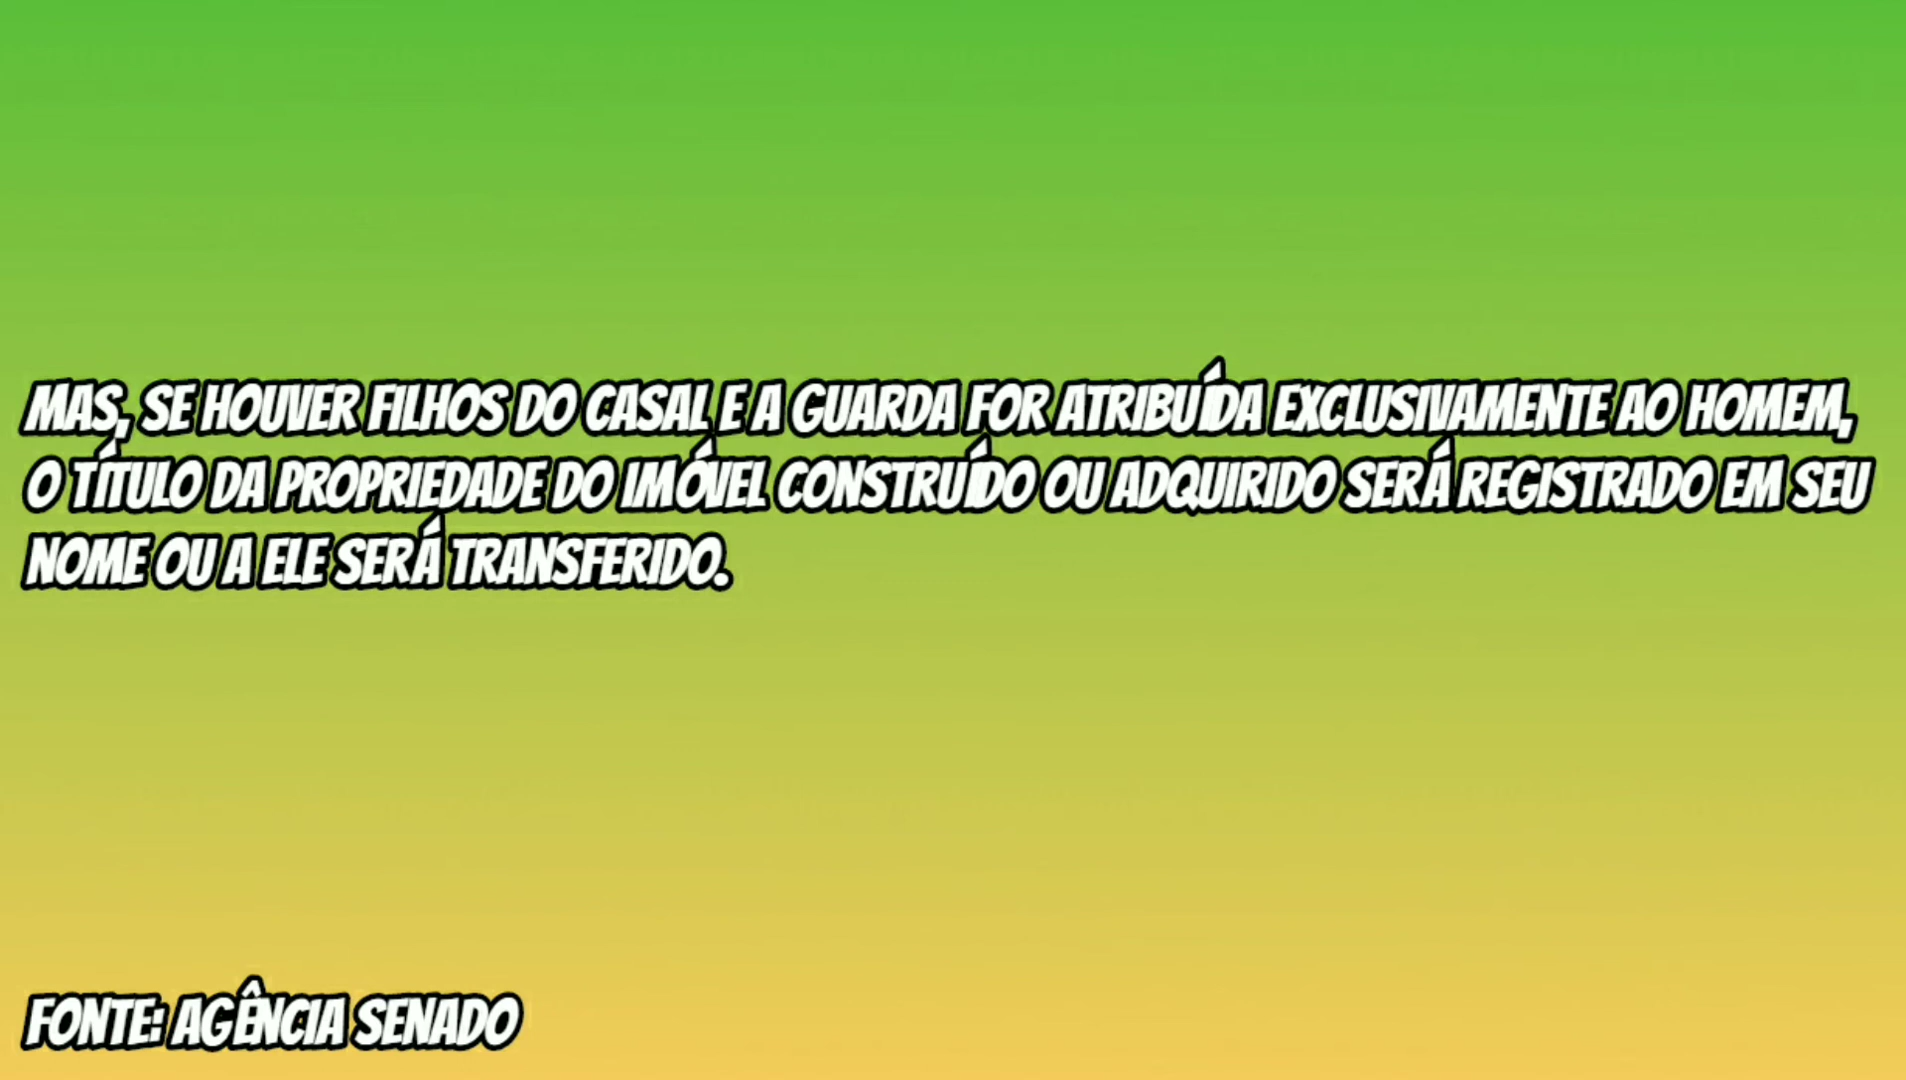 MAS, SE HOUVER FILHOS DO CASAL E A GUARDA FOR ATRIBUÍDA EXCLUSIVAMENTE AO HOMEM,
O TÍTULO DA PROPRIEDADE DO IMÓVEL CONSTRUÍDO OU ADQUIRIDO SERÁ REGISTRADO EM SEU
NOME OU A ELE SERÁ TRANSFERIDO.
FONTE: AGÊNCIA SENADO